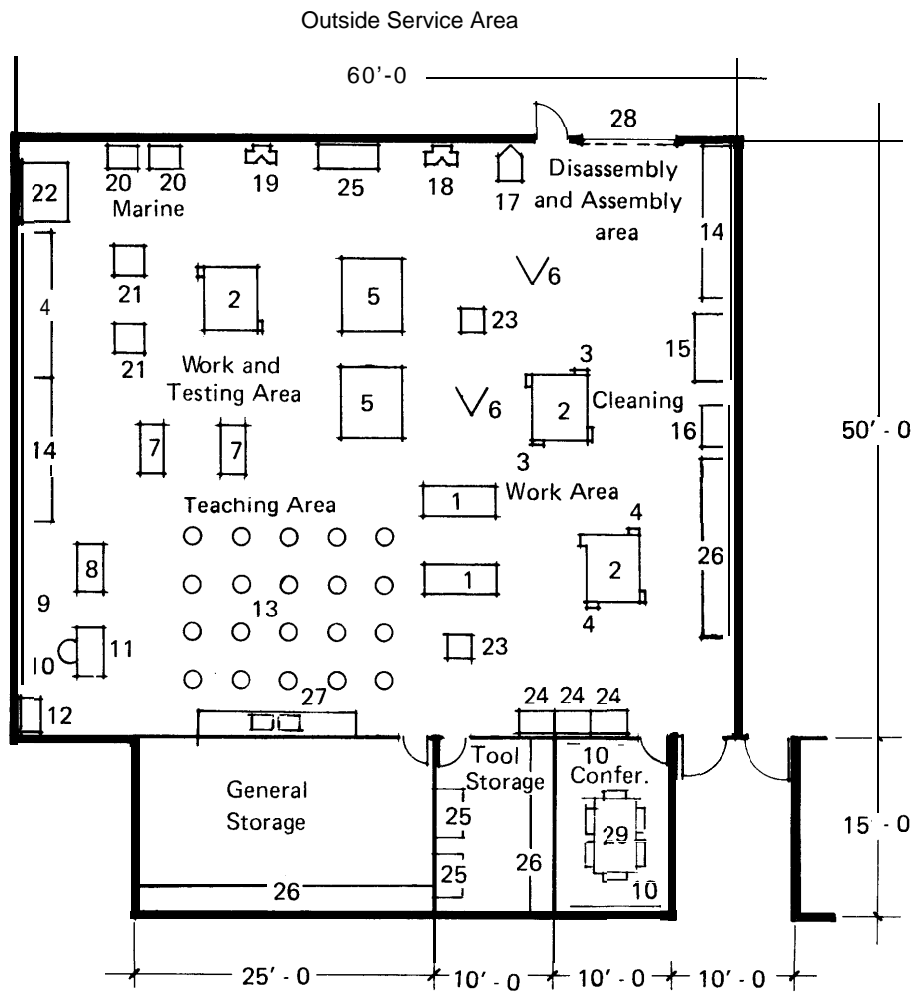 Outside Service Area
60'-0
28
20 20 19 25 18 17
Disassembly
and Assembly
area
22
Marine
14
21
4
2
5
6
23
15
21
3
Work and
Testing Area
5
6
2
Cleaning
16
14
7
7
3
50'-0
Teaching Area
1
Work Area
4
26
8
1
2
9
13
4
10
11
23
12
27
24 24 24
General
Storage
Tool
Storage
10
Confer.
25
29
15'-0
25
26
10
26
25'-0
10'-0
10'-0
10'-0